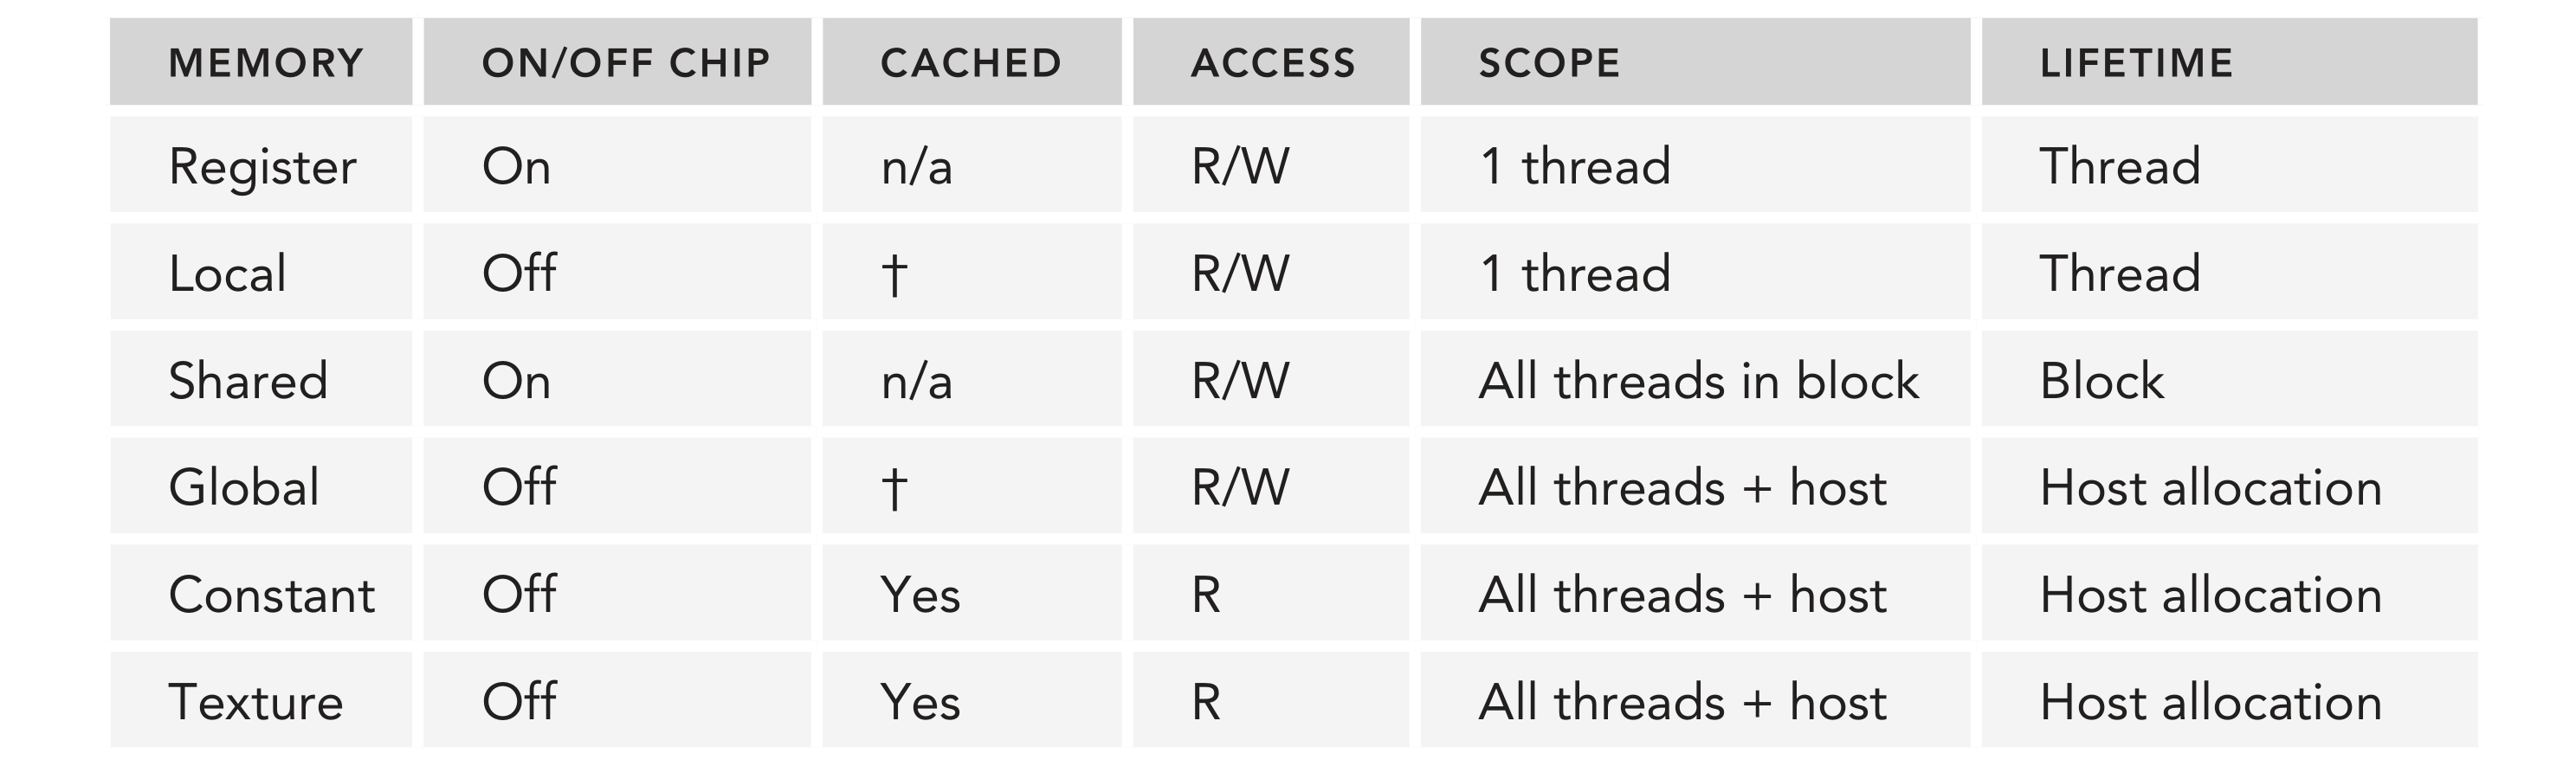 MEMORY ON/OFF CHIP CACHED ACCESS SCOPE LIFETIME
Register On n/a R/W 1 thread Thread
Local Off † R/W 1 thread Thread
Shared On n/a R/W All threads in block Block
Global Off † R/W All threads + host Host allocation
Constant Off Yes R All threads + host Host allocation
Texture Off Yes R All threads + host Host allocation